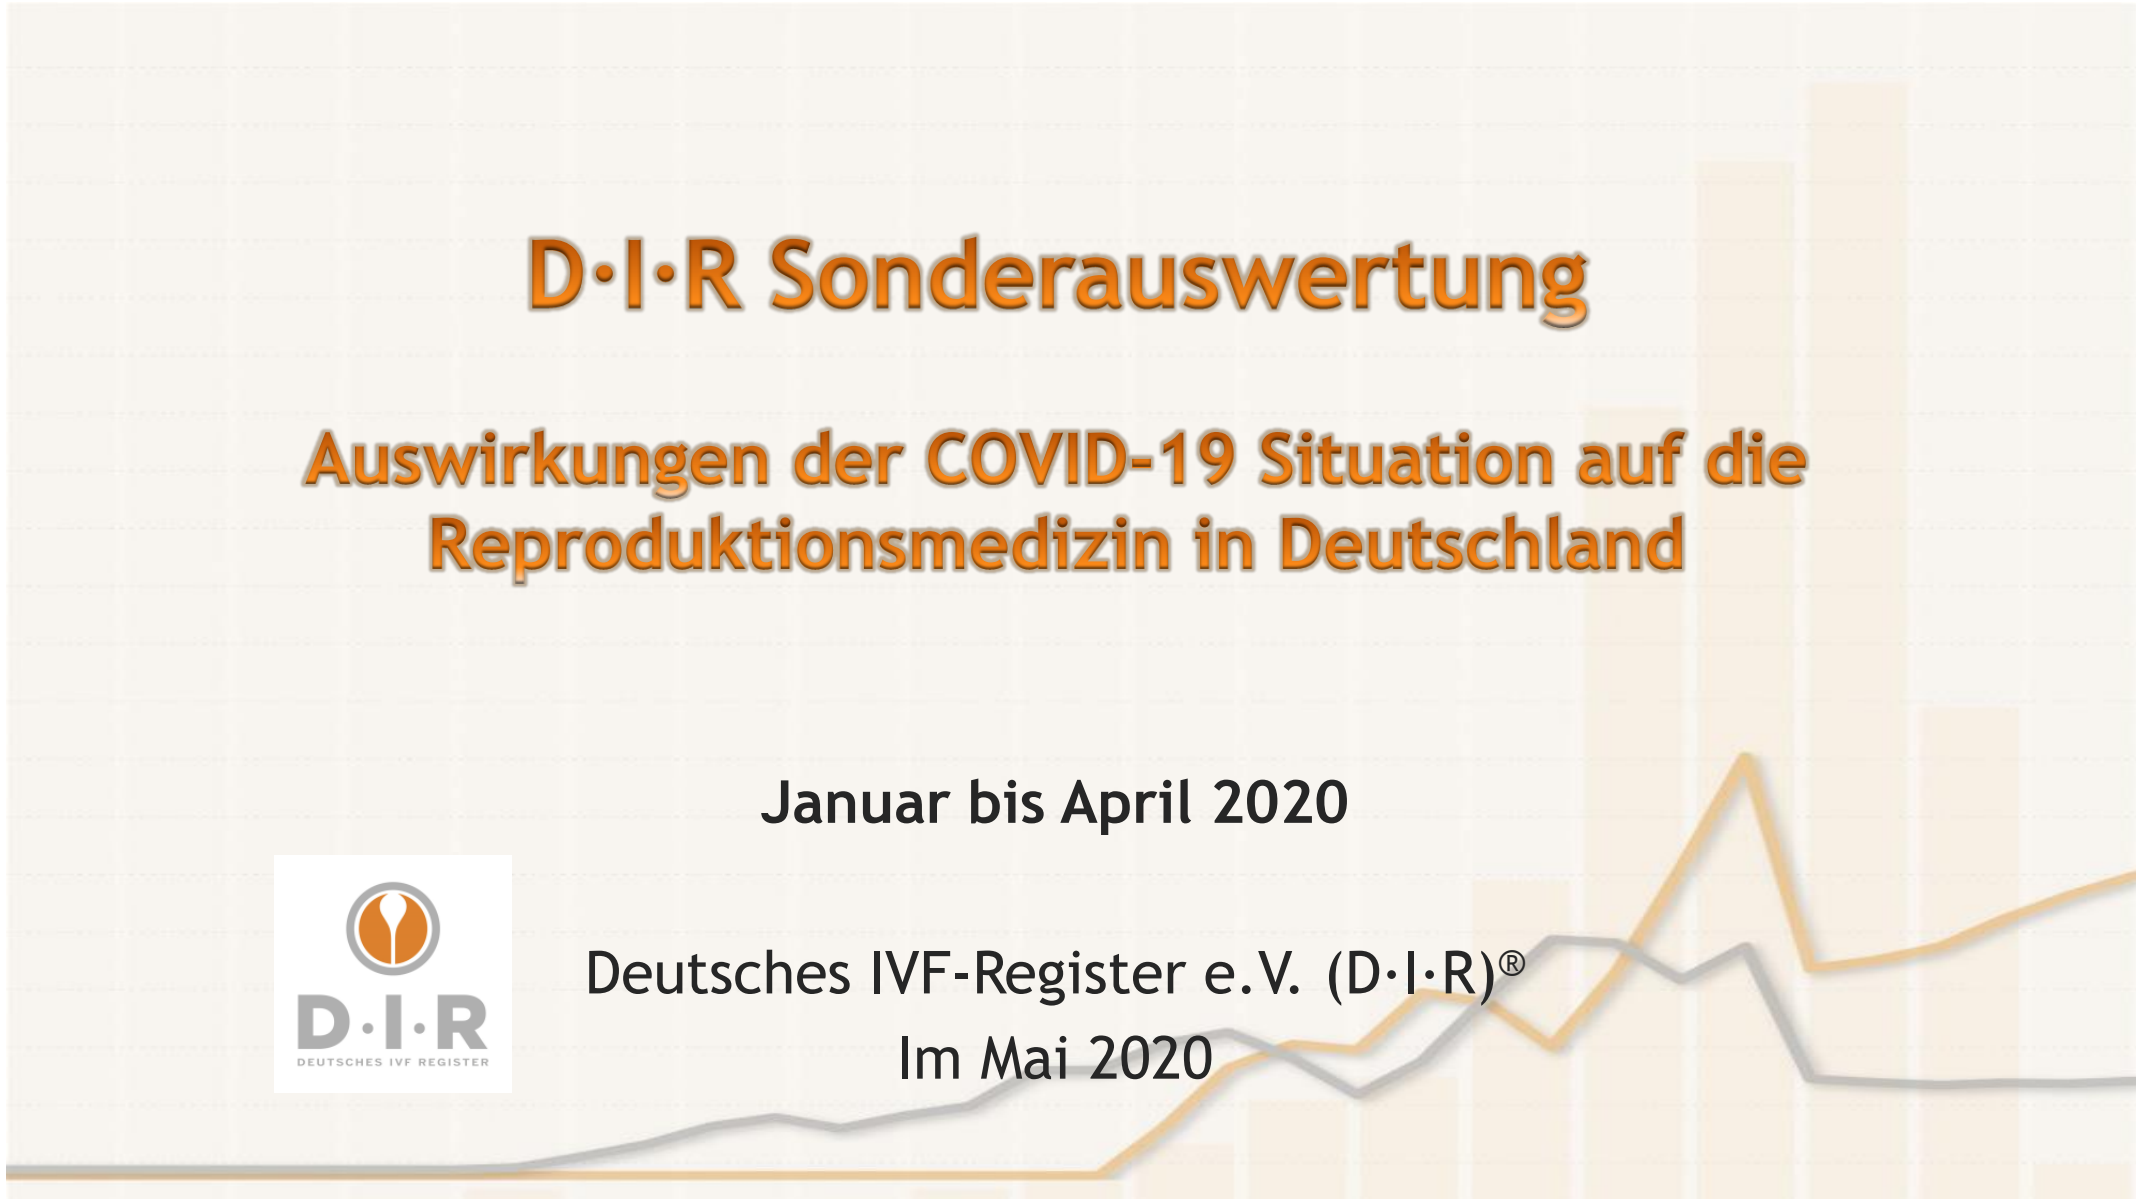 D·I·R Sonderauswertung
Auswirkungen der COVID-19 Situation auf die
Reproduktionsmedizin in Deutschland
Januar bis April 2020
D·I·R
DEUTSCHES IVF REGISTER
Deutsches IVF-Register e.V. (D·I·R)®
Im Mai 2020